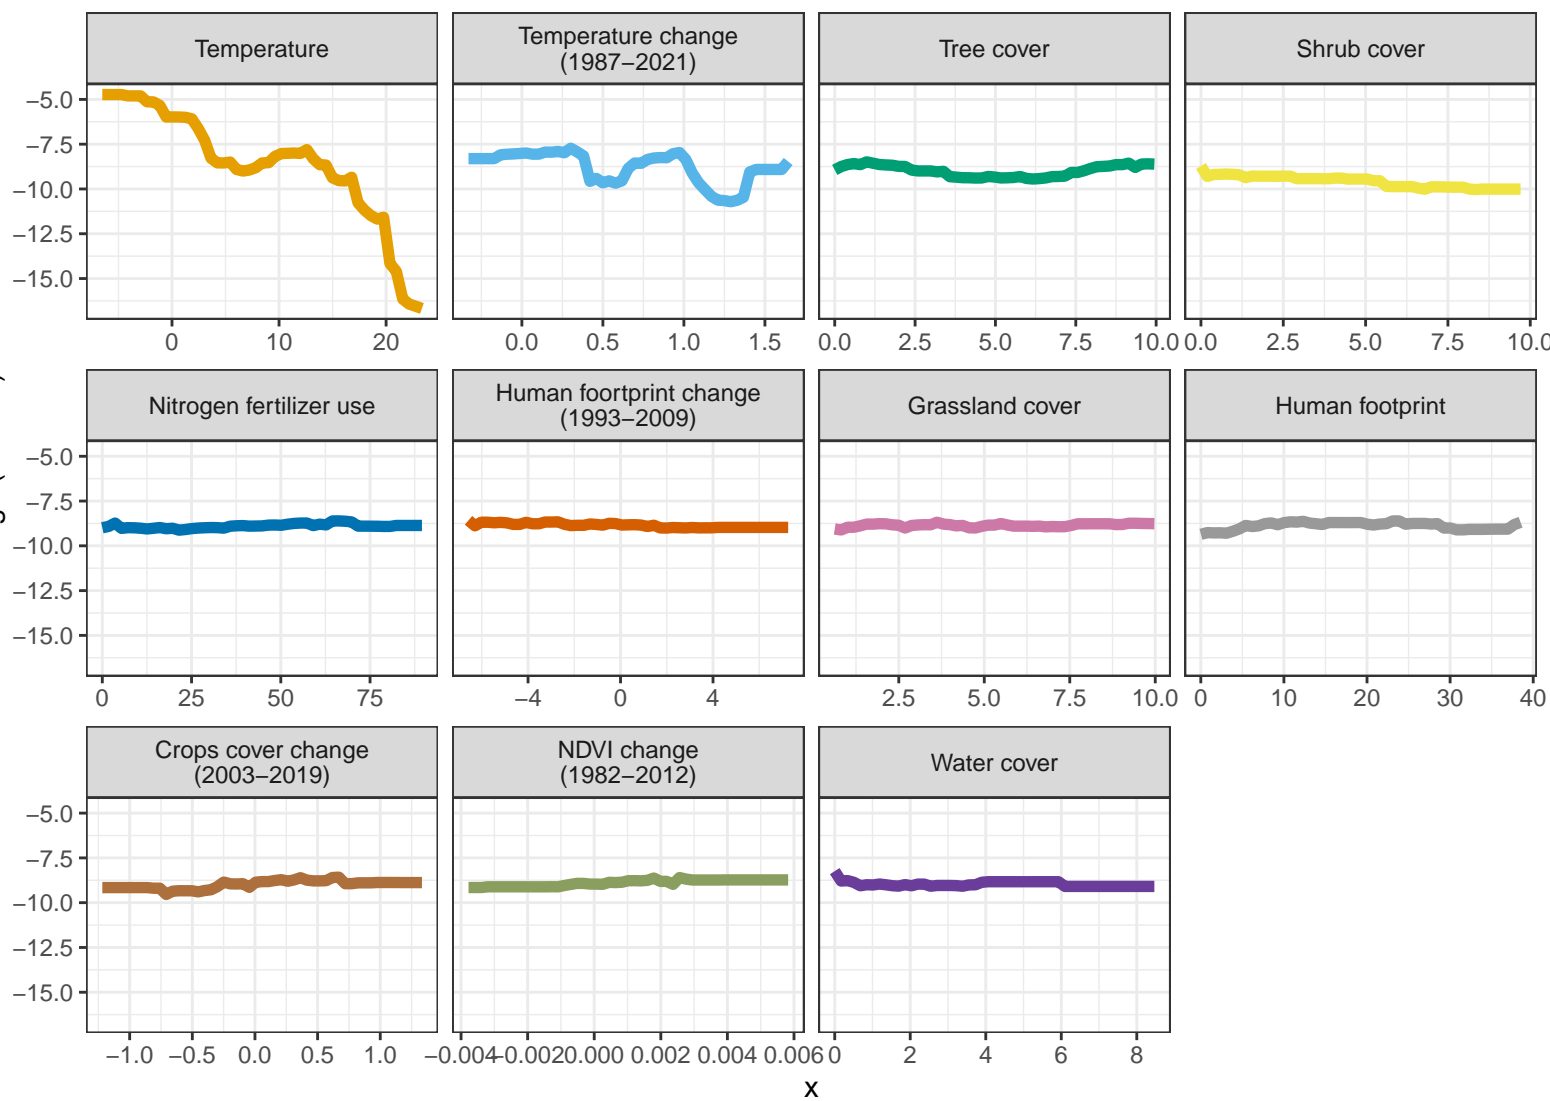 Temperature
Temperature change
(1987−2021)
Tree cover
Shrub cover
−5.0
−7.5
−10.0
−12.5
−15.0
0 10 20
0.0 0.5 1.0 1.5
0.0 2.5 5.0 7.5 10.0
0.0 2.5 5.0 7.5 10.0
Nitrogen fertilizer use
Human foortprint change
(1993−2009)
Grassland cover
Human footprint
−5.0
−7.5
−10.0
−12.5
−15.0
0 25 50 75
−4 0 4
2.5 5.0 7.5 10.0
0 10 20 30 40
Crops cover change
(2003−2019)
NDVI change
(1982−2012)
Water cover
−5.0
−7.5
−10.0
−12.5
−15.0
−1.0 −0.5 0.0 0.5 1.0
−0.004 −0.002 0.000 0.002 0.004 0.006
0 2 4 6 8
x